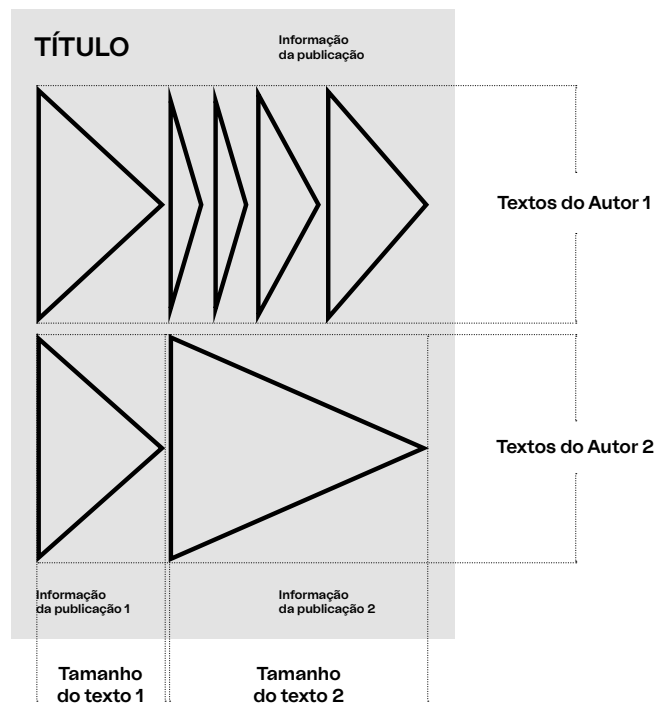 TÍTULO
Informação
da publicação
Textos do Autor 1
Textos do Autor 2
Informação
da publicação 1
Informação
da publicação 2
Tamanho
do texto 1
Tamanho
do texto 2